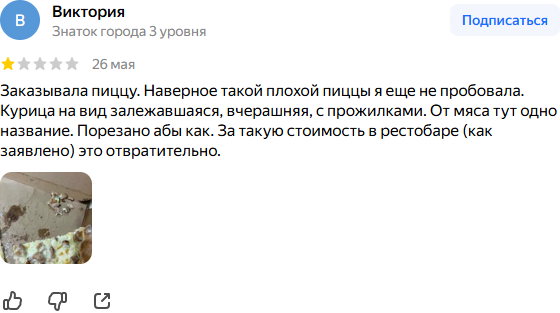 В
Виктория
Знаток города 3 уровня
Подписаться
26 мая
Заказывала пиццу. Наверное такой плохой пиццы я еще не пробовала.
Курица на вид залежавшаяся, вчерашняя, с прожилками. От мяса тут одно
название. Порезано абы как. За такую стоимость в рестобаре (как
заявлено) это отвратительно.